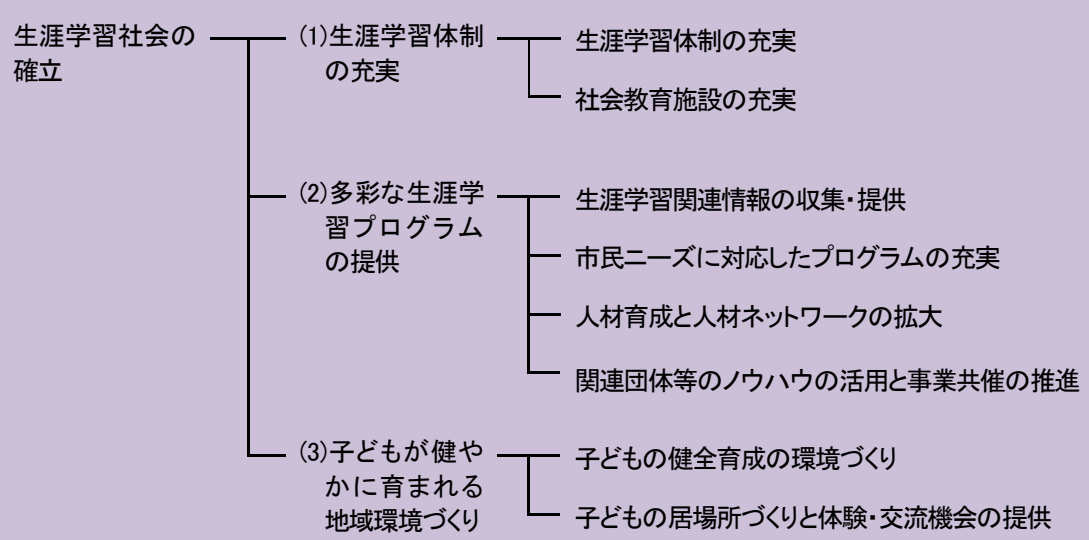 生涯学習社会の
確立
(1)生涯学習体制
の充実
生涯学習体制の充実
社会教育施設の充実
(2)多彩な生涯学
習プログラム
の提供
生涯学習関連情報の収集・提供
市民ニーズに対応したプログラムの充実
人材育成と人材ネットワークの拡大
関連団体等のノウハウの活用と事業共催の推進
(3)子どもが健や
かに育まれる
地域環境づくり
子どもの健全育成の環境づくり
子どもの居場所づくりと体験・交流機会の提供